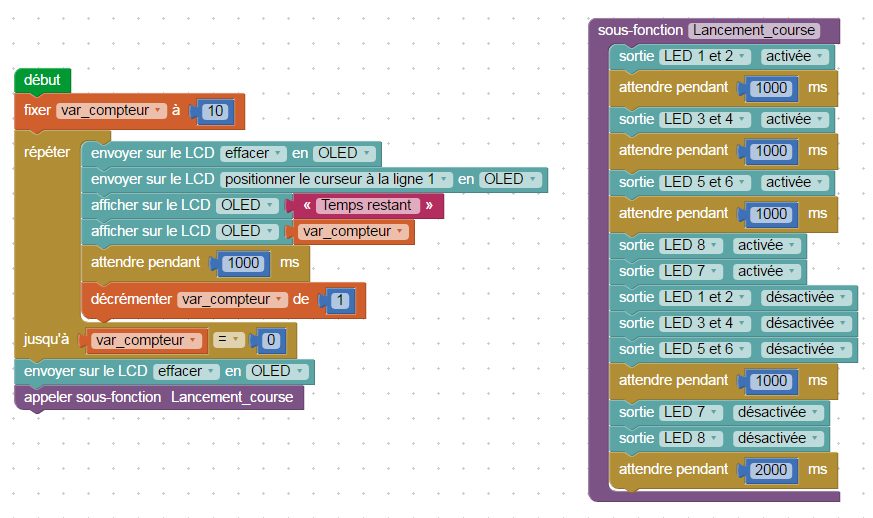 début
fixer var_compteur à 10
répéter
envoyer sur le LCD effacer en OLED
envoyer sur le LCD positionner le curseur à la ligne 1 en OLED
afficher sur le LCD OLED « Temps restant »
afficher sur le LCD OLED var_compteur
attendre pendant 1000 ms
décrémenter var_compteur de 1
jusqu'à var_compteur = 0
envoyer sur le LCD effacer en OLED
appeler sous-fonction Lancement_course
sous-fonction Lancement_course
sortie LED 1 et 2 activée
attendre pendant 1000 ms
sortie LED 3 et 4 activée
attendre pendant 1000 ms
sortie LED 5 et 6 activée
attendre pendant 1000 ms
sortie LED 8 activée
sortie LED 7 activée
sortie LED 1 et 2 désactivée
sortie LED 3 et 4 désactivée
sortie LED 5 et 6 désactivée
attendre pendant 1000 ms
sortie LED 7 désactivée
sortie LED 8 désactivée
attendre pendant 2000 ms